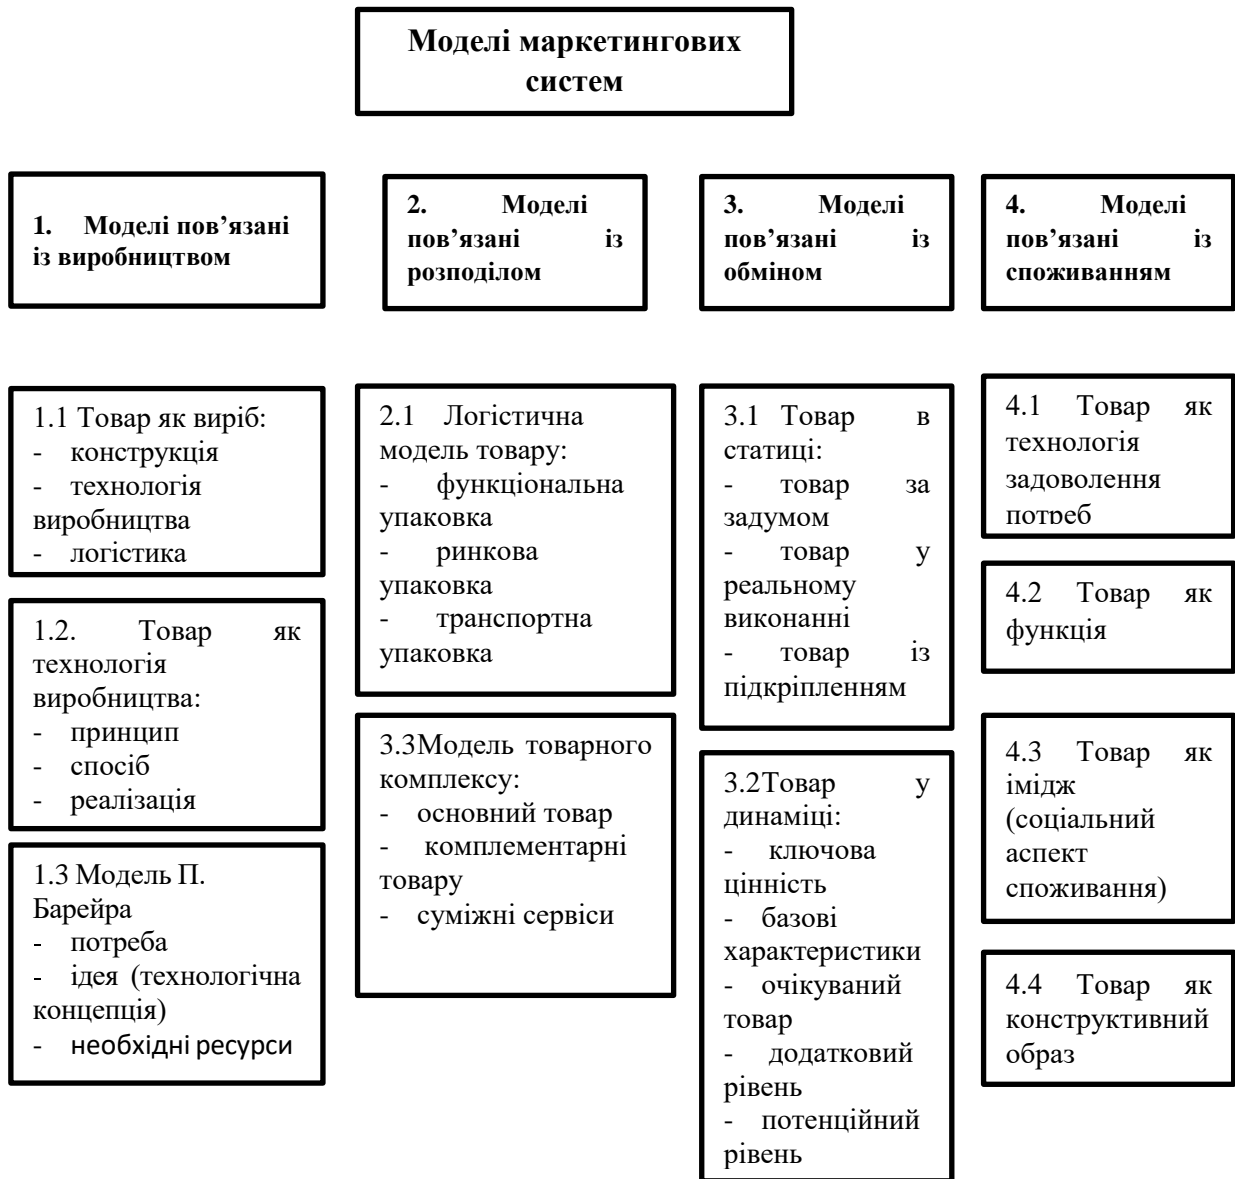 Моделі маркетингових
систем
1. Моделі пов’язані
із виробництвом
2. Моделі
пов’язані із
розподілом
3. Моделі
пов’язані із
обміном
4. Моделі
пов’язані із
споживанням
1.1 Товар як виріб:
- конструкція
- технологія
виробництва
- логістика
1.2. Товар як
технологія
виробництва:
- принцип
- спосіб
- реалізація
1.3 Модель П.
Барейра
- потреба
- ідея (технологічна
концепція)
- необхідні ресурси
2.1 Логістична
модель товару:
- функціональна
упаковка
- ринкова
упаковка
- транспортна
упаковка
3.3Модель товарного
комплексу:
- основний товар
- комплементарні
товару
- суміжні сервіси
3.1 Товар в
статиці:
- товар за
задумом
- товар у
реальному
виконанні
- товар із
підкріпленням
3.2Товар у
динаміці:
- ключова
цінність
- базові
характеристики
- очікуваний
товар
- додатковий
рівень
- потенційний
рівень
4.1 Товар як
технологія
задоволення
потреб
4.2 Товар як
функція
4.3 Товар як
імідж
(соціальний
аспект
споживання)
4.4 Товар як
конструктивний
образ